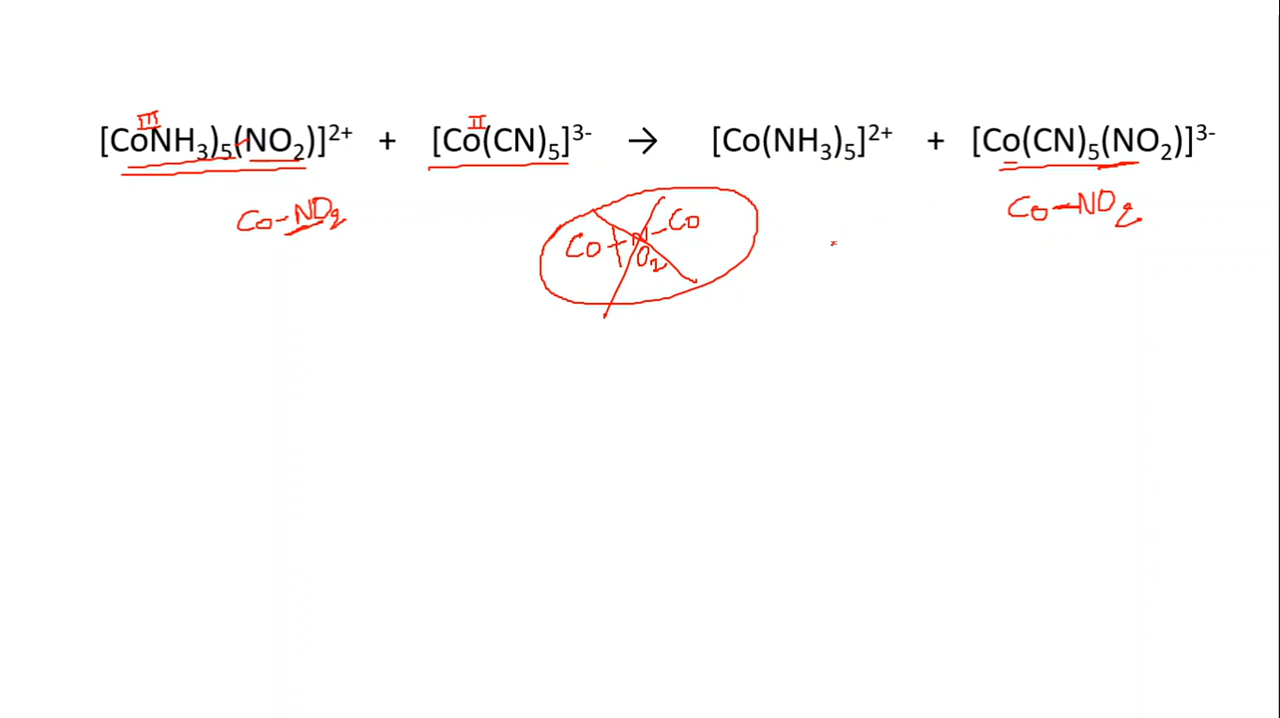 III II
[CoNH₃)₅(NO₂)]²⁺ + [Co(CN)₅]³⁻ → [Co(NH₃)₅]²⁺ + [Co(CN)₅(NO₂)]³⁻
Co-NO₂ Co-N-Co Co-NO₂
O₂